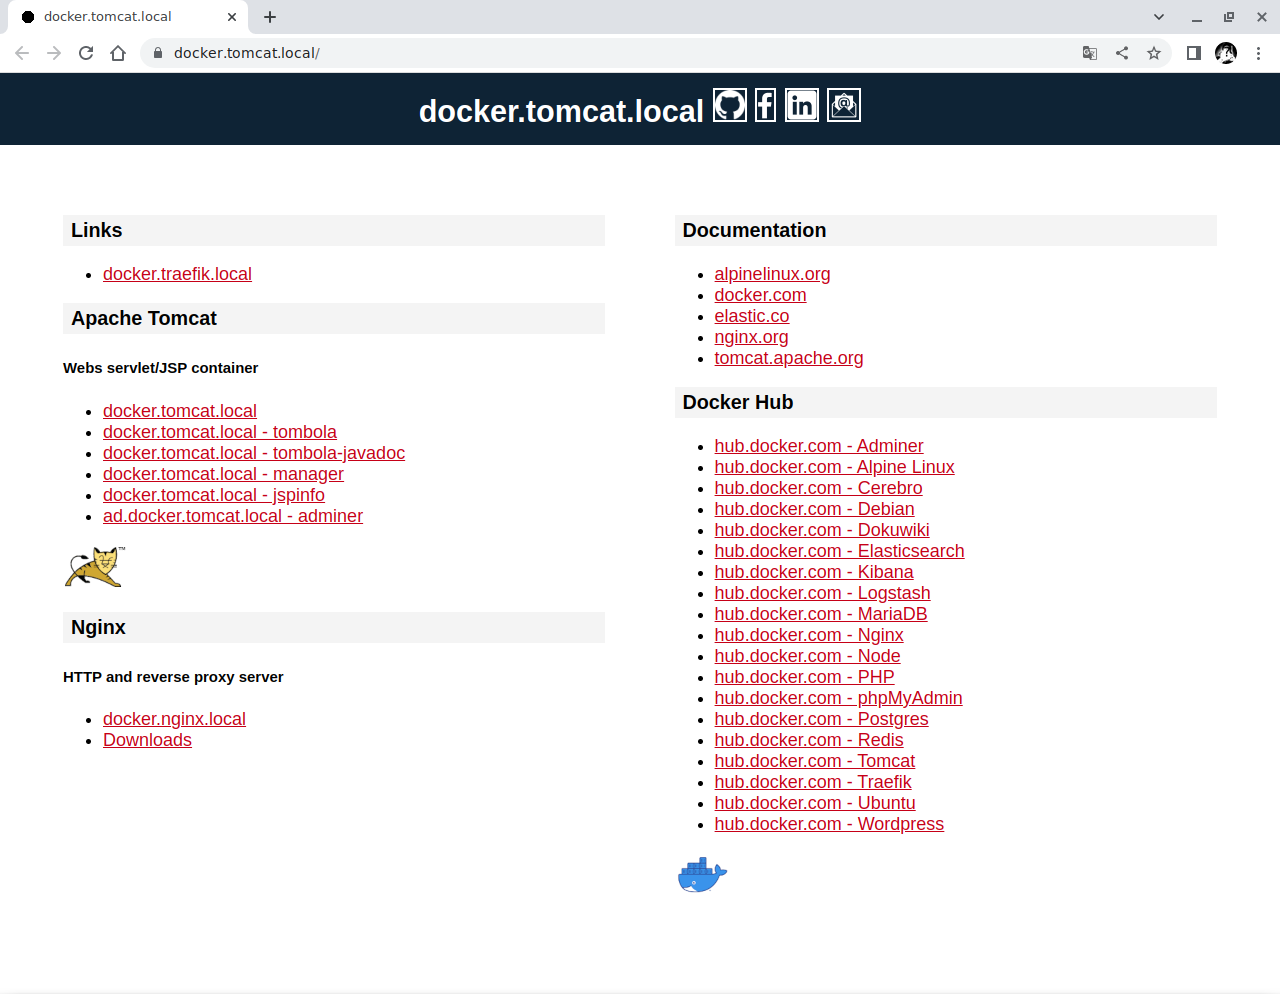 docker.tomcat.local
docker.tomcat.local/
docker.tomcat.local
Links
docker.traefik.local
Apache Tomcat
Webs servlet/JSP container
docker.tomcat.local
docker.tomcat.local - tombola
docker.tomcat.local - tombola-javadoc
docker.tomcat.local - manager
docker.tomcat.local - jspinfo
ad.docker.tomcat.local - adminer
TM
Nginx
HTTP and reverse proxy server
docker.nginx.local
Downloads
Documentation
alpinelinux.org
docker.com
elastic.co
nginx.org
tomcat.apache.org
Docker Hub
hub.docker.com - Adminer
hub.docker.com - Alpine Linux
hub.docker.com - Cerebro
hub.docker.com - Debian
hub.docker.com - Dokuwiki
hub.docker.com - Elasticsearch
hub.docker.com - Kibana
hub.docker.com - Logstash
hub.docker.com - MariaDB
hub.docker.com - Nginx
hub.docker.com - Node
hub.docker.com - PHP
hub.docker.com - phpMyAdmin
hub.docker.com - Postgres
hub.docker.com - Redis
hub.docker.com - Tomcat
hub.docker.com - Traefik
hub.docker.com - Ubuntu
hub.docker.com - Wordpress